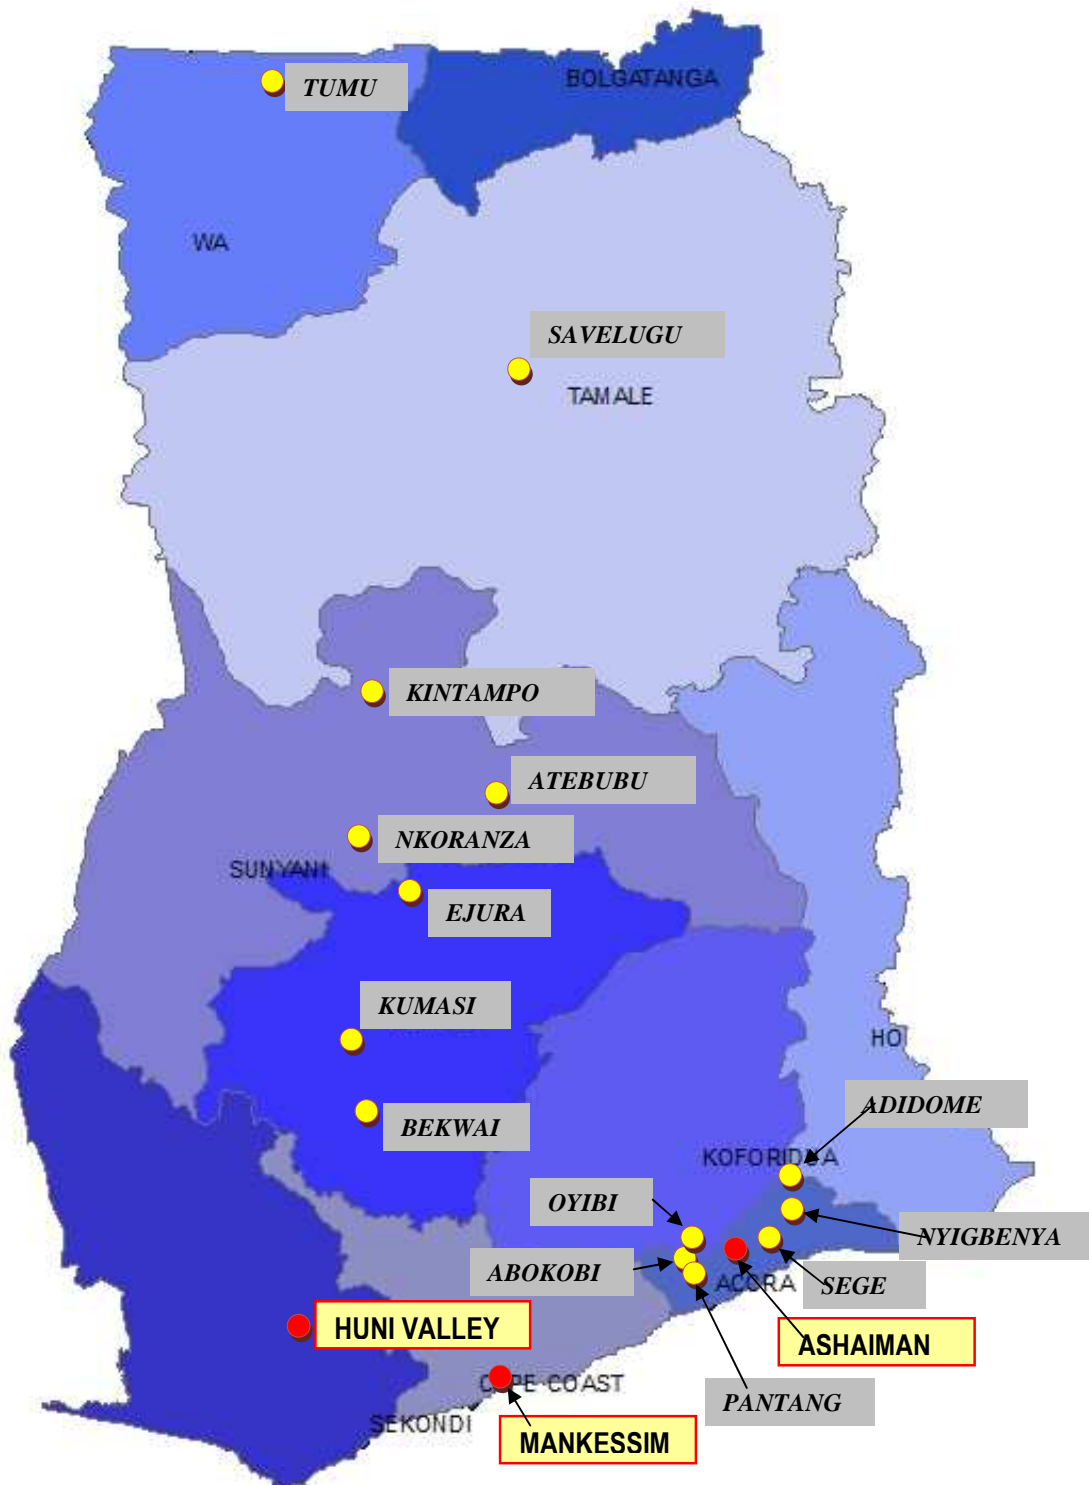 BOLGATANGA
TUMU
WA
SAVELUGU
TAMALE
KINTAMPO
ATEBUBU
NKORANZA
SUNYANI
EJURA
KUMASI
HO
ADIDOME
BEKWAI
KOFORIDUA
OYIBI
NYIGBENYA
ABOKOBI
ACCRA
SEGE
HUNI VALLEY
ASHAIMAN
CAPE COAST
PANTANG
SEKONDI
MANKESSIM